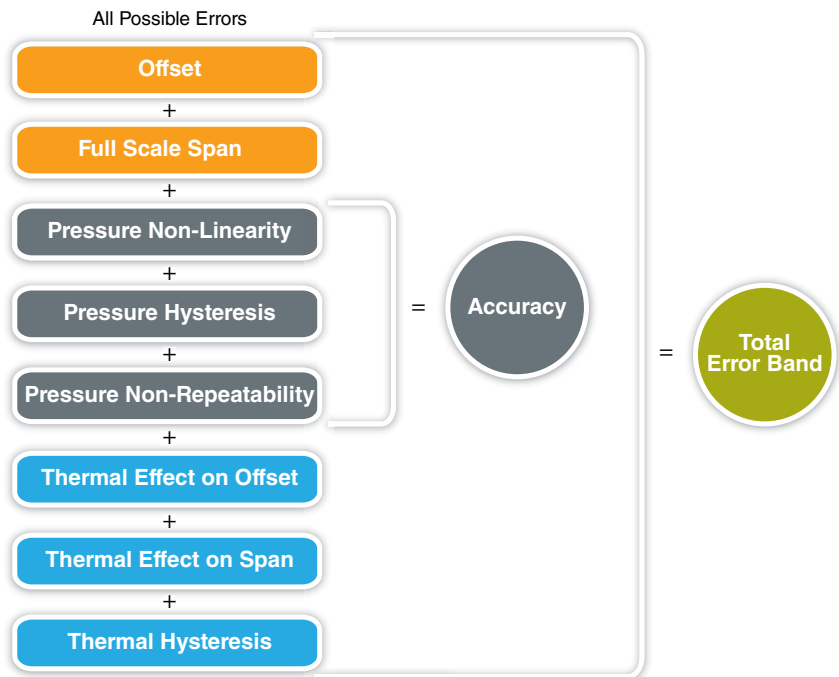 All Possible Errors
Offset
+
Full Scale Span
+
Pressure Non-Linearity
+
Pressure Hysteresis
+
Pressure Non-Repeatability
+
Thermal Effect on Offset
+
Thermal Effect on Span
+
Thermal Hysteresis
=
Accuracy
=
Total
Error Band